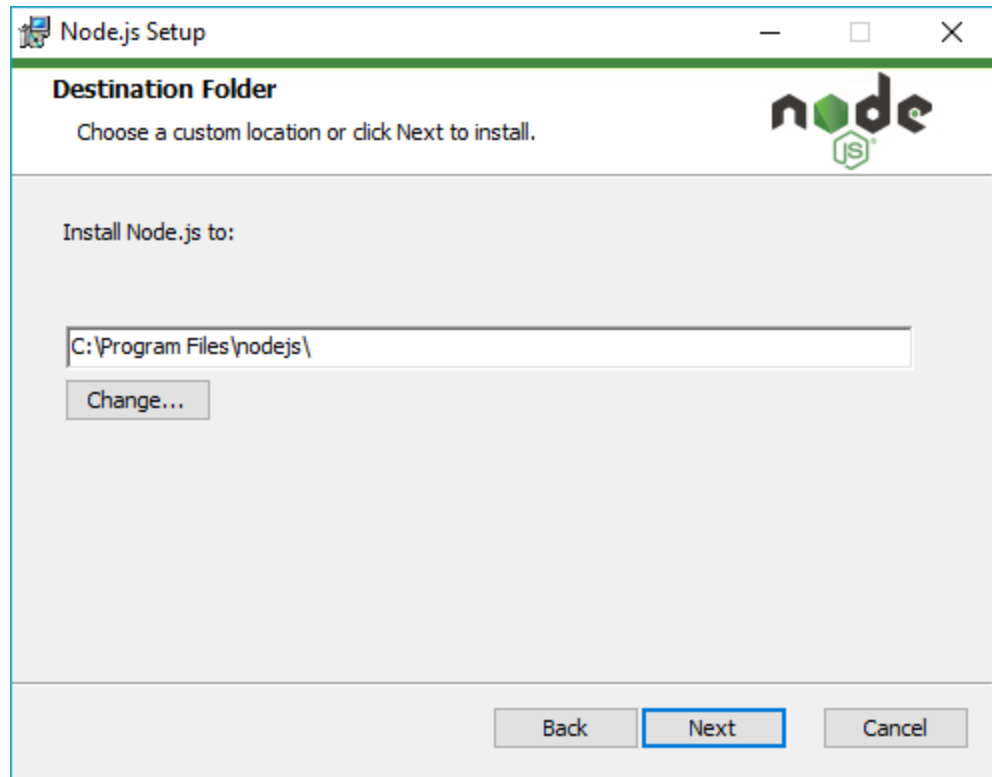 Node.js Setup
Destination Folder
Choose a custom location or click Next to install.
node
JS
Install Node.js to:
C:\Program Files\nodejs\
Change...
Back Next Cancel